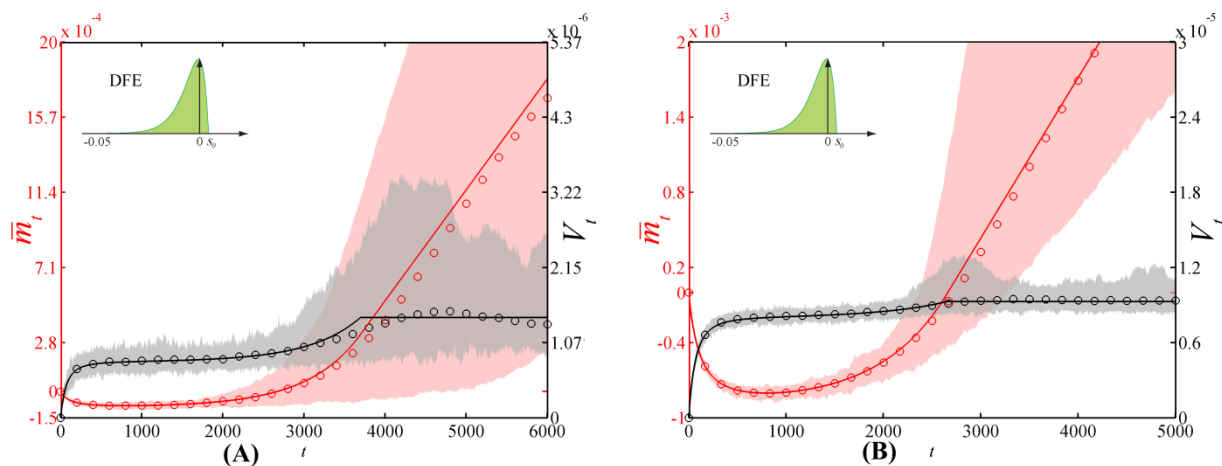 x 10⁻⁴
x 10⁻⁶
20
15.7
11.4
7.1
2.8
0
-1.5
m̅ₜ
DFE
-0.05
0 s₀
5.37
4.3
3.22
2.15
1.07
0
Vₜ
0 1000 2000 3000 4000 5000 6000
(A) t
x 10⁻³
x 10⁻⁵
2
1.4
0.8
0.2
0
-0.4
-1
m̅ₜ
DFE
-0.05
0 s₀
3
2.4
1.8
1.2
0.6
0
Vₜ
0 1000 2000 3000 4000 5000
(B) t